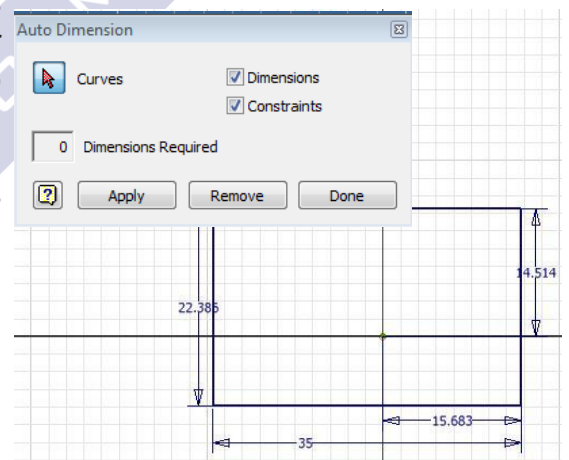 Auto Dimension
Curves
Dimensions
Constraints
0 Dimensions Required
Apply Remove Done
14.514
22.386
15.683
35